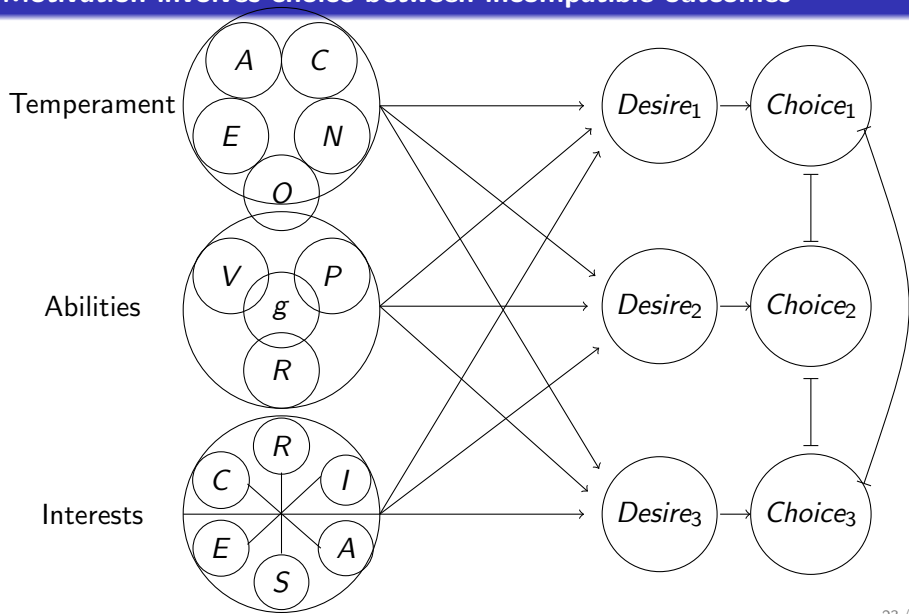 Motivation involves choice between incompatible outcomes
Temperament
A C
E N
O
Abilities
V P
g
R
Interests
R
C I
E A
S
Desire₁ Choice₁
Desire₂ Choice₂
Desire₃ Choice₃